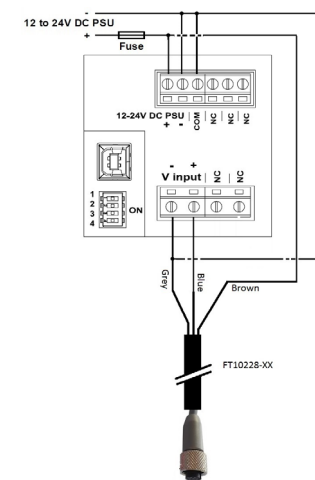 -
12 to 24V DC PSU
+
Fuse
12-24V DC PSU
+ -
COM
NC
NC
NC
- +
V input
NC
NC
1
2
3
4
ON
Grey
Blue
Brown
FT10228-XX